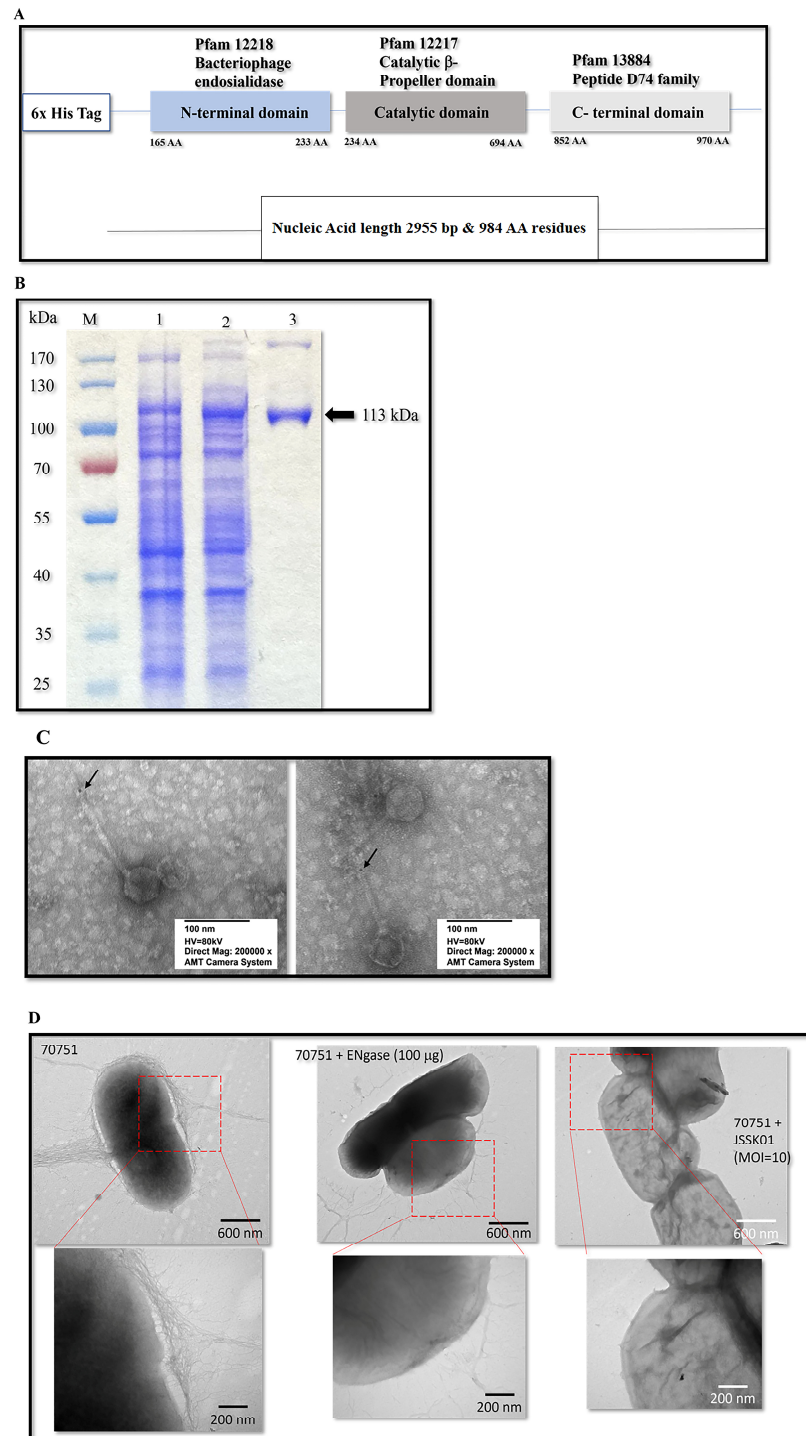 A
Pfam 12218
Bacteriophage
endosialidase
Pfam 12217
Catalytic β-
Propeller domain
Pfam 13884
Peptide D74 family
6x His Tag
N-terminal domain
Catalytic domain
C- terminal domain
165 AA
233 AA
234 AA
694 AA
852 AA
970 AA
Nucleic Acid length 2955 bp & 984 AA residues
B
kDa
M
1
2
3
170
130
100
70
55
40
35
25
113 kDa
C
100 nm
HV=80kV
Direct Mag: 200000 x
AMT Camera System
100 nm
HV=80kV
Direct Mag: 200000 x
AMT Camera System
D
70751
600 nm
200 nm
70751 + ENgase (100 µg)
600 nm
200 nm
70751 +
JSSK01
(MOI=10)
600 nm
200 nm